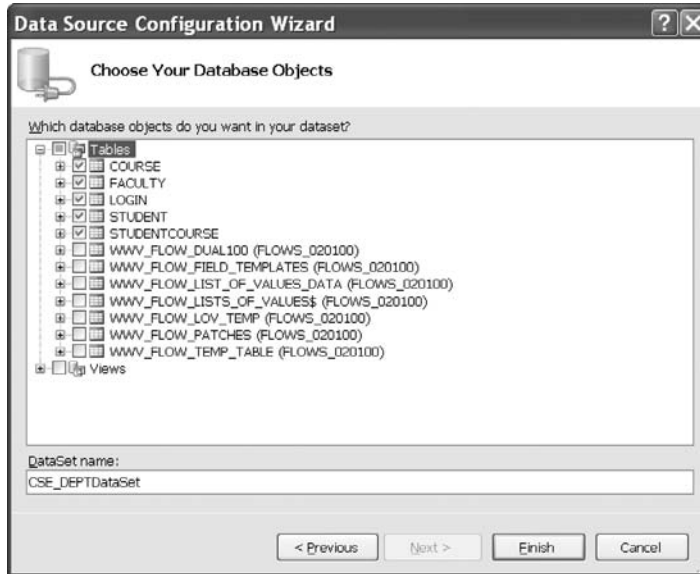 Data Source Configuration Wizard
Choose Your Database Objects
Which database objects do you want in your dataset?
Tables
COURSE
FACULTY
LOGIN
STUDENT
STUDENTCOURSE
WWV_FLOW_DUAL100 (FLOWS_020100)
WWV_FLOW_FIELD_TEMPLATES (FLOWS_020100)
WWV_FLOW_LIST_OF_VALUES_DATA (FLOWS_020100)
WWV_FLOW_LISTS_OF_VALUES$ (FLOWS_020100)
WWV_FLOW_LOV_TEMP (FLOWS_020100)
WWV_FLOW_PATCHES (FLOWS_020100)
WWV_FLOW_TEMP_TABLE (FLOWS_020100)
Views
DataSet name:
CSE_DEPTDataSet
< Previous Next > Finish Cancel